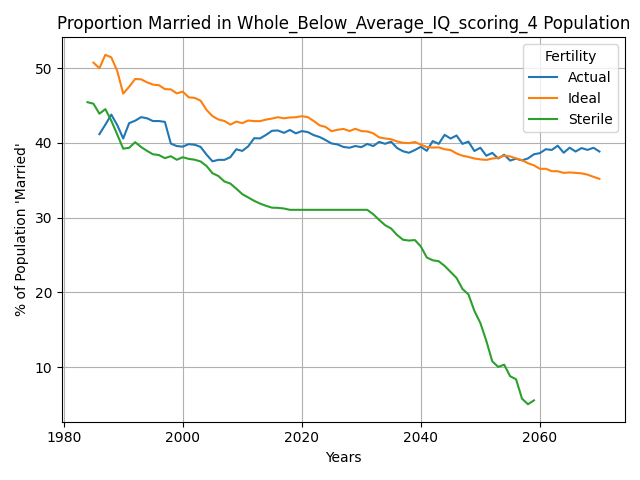 Proportion Married in Whole_Below_Average_IQ_scoring_4 Population
% of Population 'Married'
50
40
30
20
10
Fertility
Actual
Ideal
Sterile
1980
2000
2020
2040
2060
Years